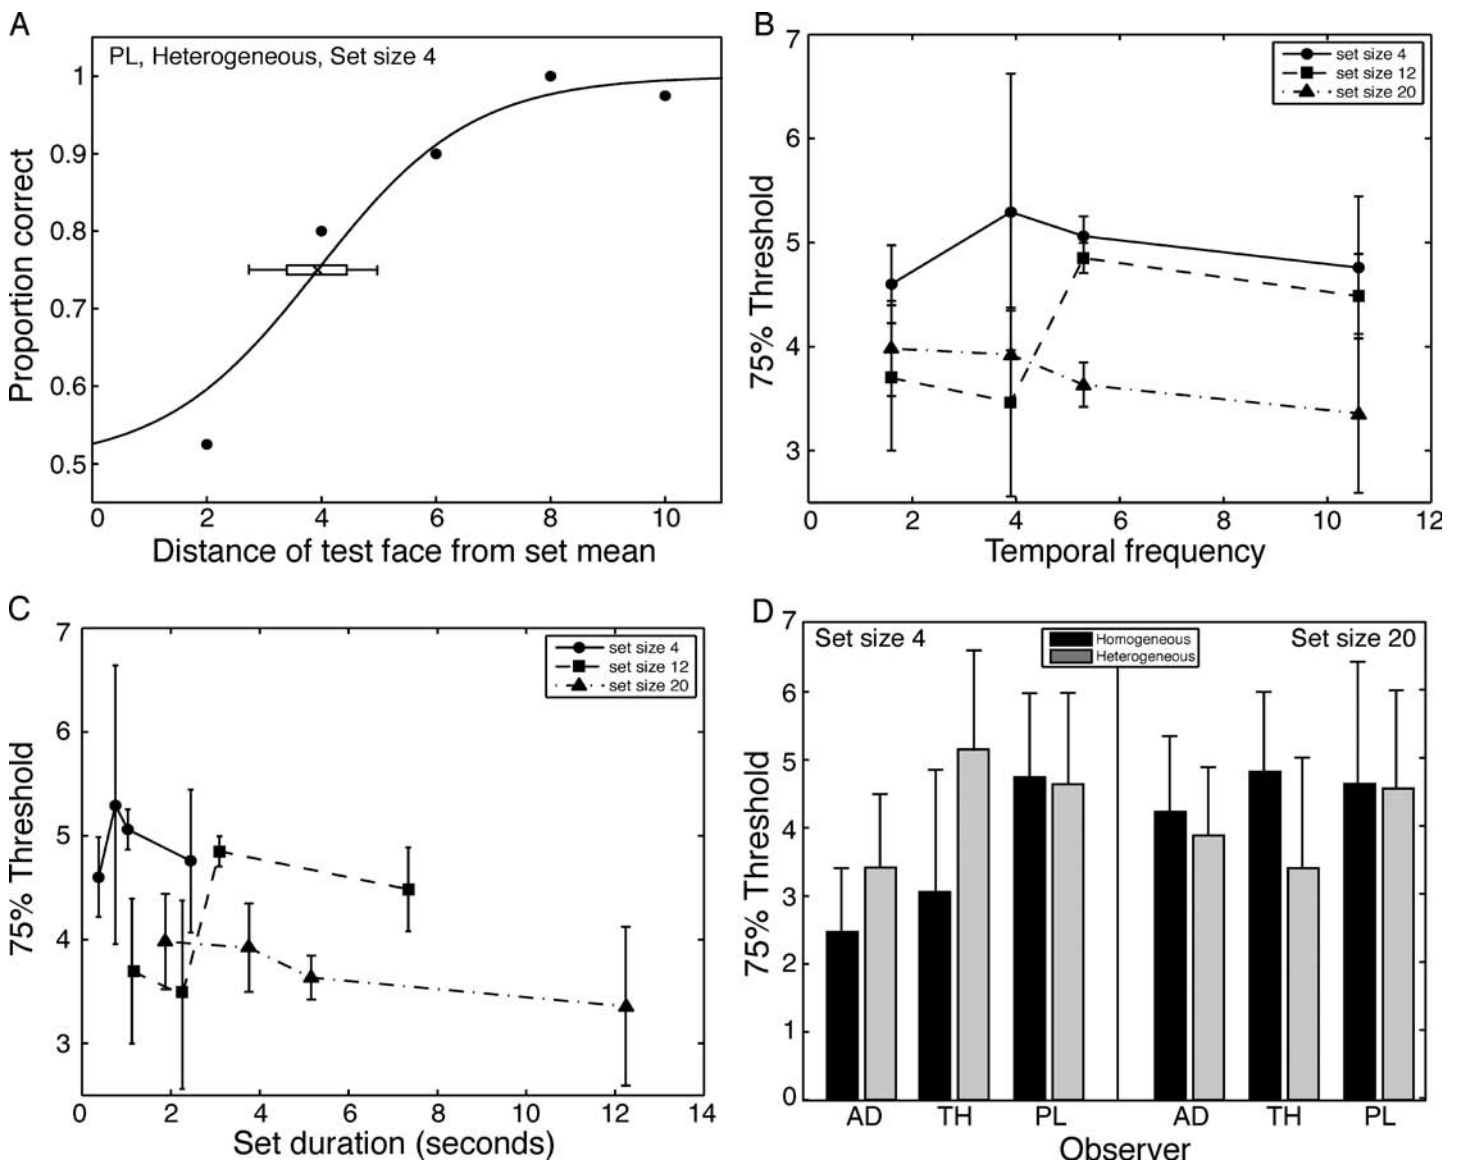 A
PL, Heterogeneous, Set size 4
1
0.9
0.8
0.7
0.6
0.5
0 2 4 6 8 10
Proportion correct
Distance of test face from set mean
B
7
6
5
4
3
0 2 4 6 8 10 12
75% Threshold
Temporal frequency
set size 4
set size 12
set size 20
C
7
6
5
4
3
0 2 4 6 8 10 12 14
75% Threshold
Set duration (seconds)
set size 4
set size 12
set size 20
D
7
6
5
4
3
2
1
0
75% Threshold
Set size 4
Homogeneous
Heterogeneous
Set size 20
AD TH PL AD TH PL
Observer